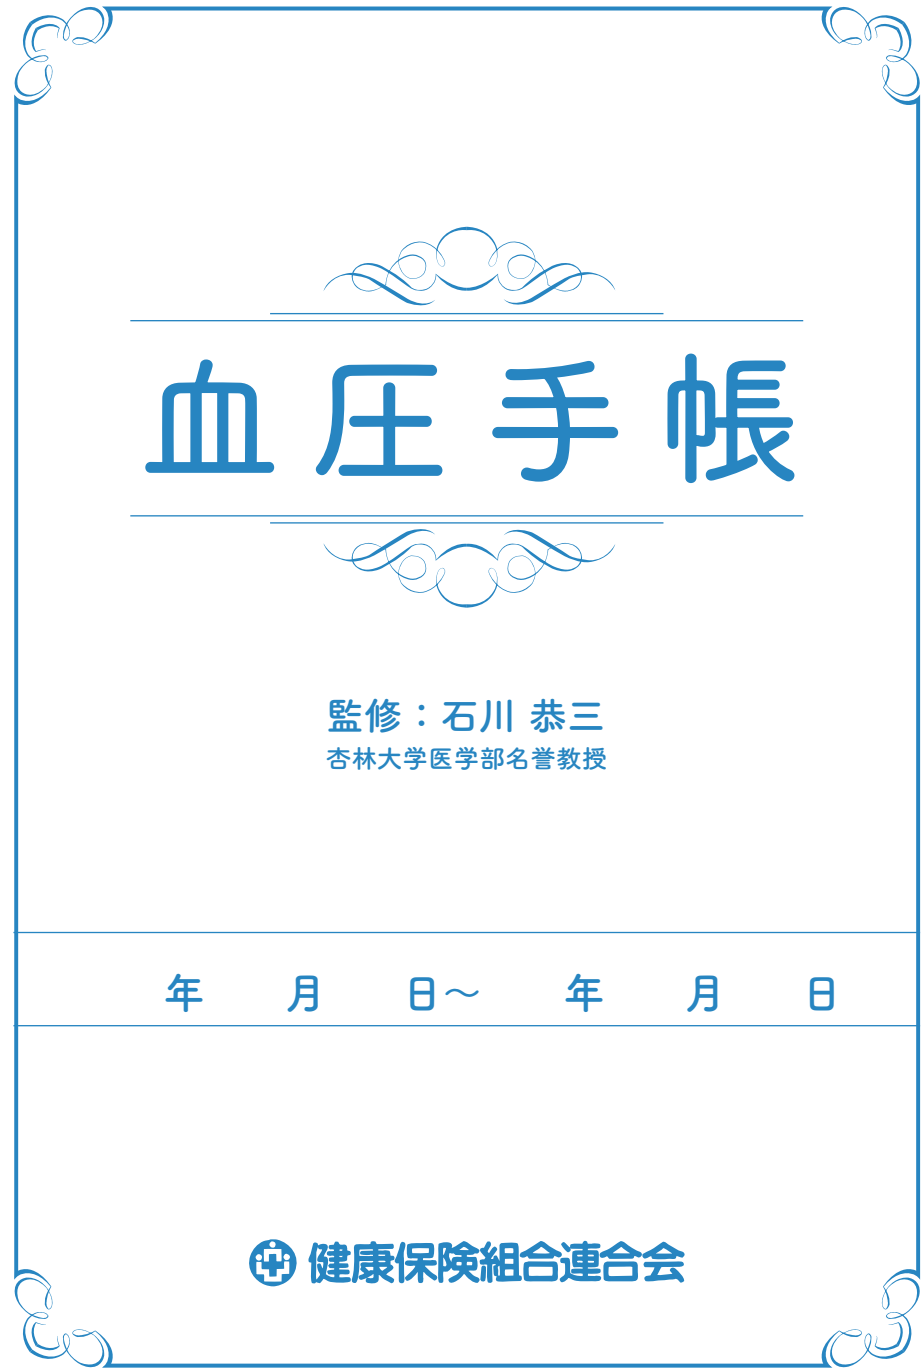 血圧手帳
監修：石川 恭三
杏林大学医学部名誉教授
年 月 日～ 年 月 日
健康保険組合連合会